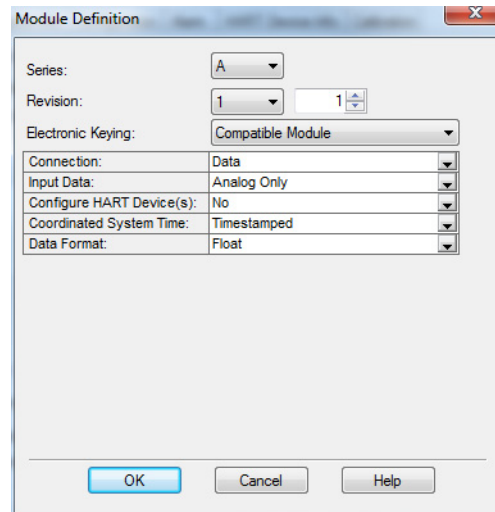 Module Definition
Series: A
Revision: 1 1
Electronic Keying: Compatible Module
Connection: Data
Input Data: Analog Only
Configure HART Device(s): No
Coordinated System Time: Timestamped
Data Format: Float
OK Cancel Help